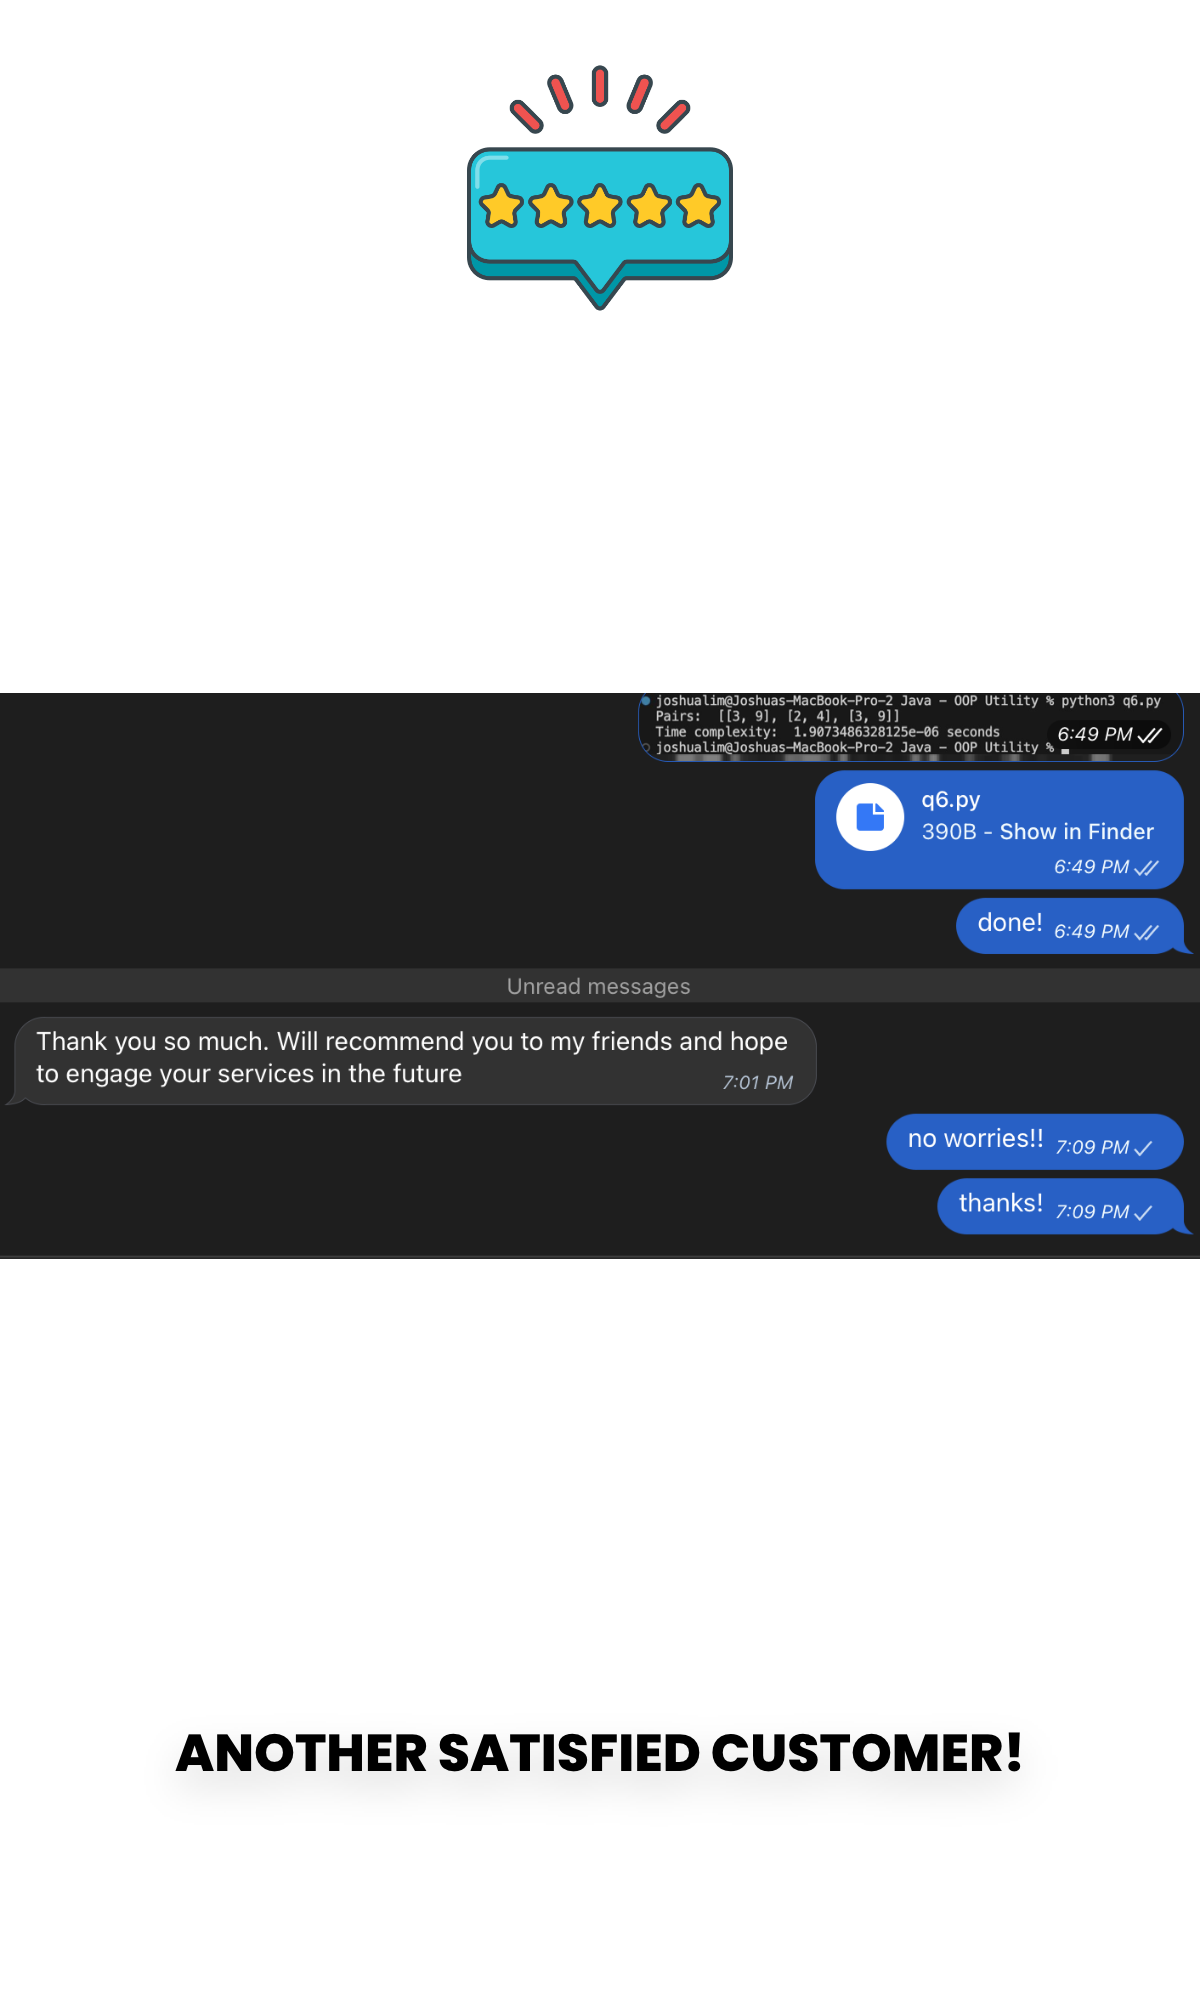 joshualim@Joshuas-MacBook-Pro-2 Java - OOP Utility % python3 q6.py
Pairs:  [[3, 9], [2, 4], [3, 9]]
Time complexity:  1.9073486328125e-06 seconds
joshualim@Joshuas-MacBook-Pro-2 Java - OOP Utility %
6:49 PM
q6.py
390B - Show in Finder
6:49 PM
done! 6:49 PM
Unread messages
Thank you so much. Will recommend you to my friends and hope
to engage your services in the future
7:01 PM
no worries!! 7:09 PM
thanks! 7:09 PM
ANOTHER SATISFIED CUSTOMER!